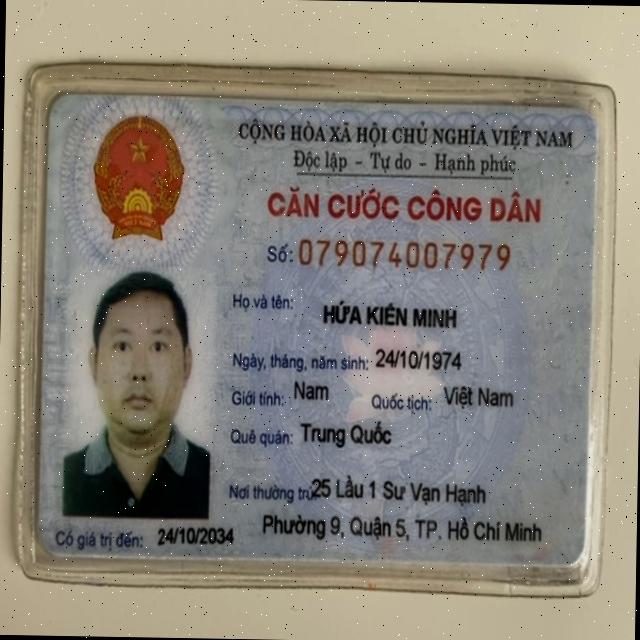 CỘNG HÒA XÃ HỘI CHỦ NGHĨA VIỆT NAM
Độc lập - Tự do - Hạnh phúc
CĂN CƯỚC CÔNG DÂN
Số: 079074007979
Họ và tên: HỨA KIẾN MINH
Ngày, tháng, năm sinh: 24/10/1974
Giới tính: Nam Quốc tịch: Việt Nam
Quê quán: Trung Quốc
Nơi thường trú: 25 Lầu 1 Sư Vạn Hạnh
Phường 9, Quận 5, TP. Hồ Chí Minh
Có giá trị đến: 24/10/2034